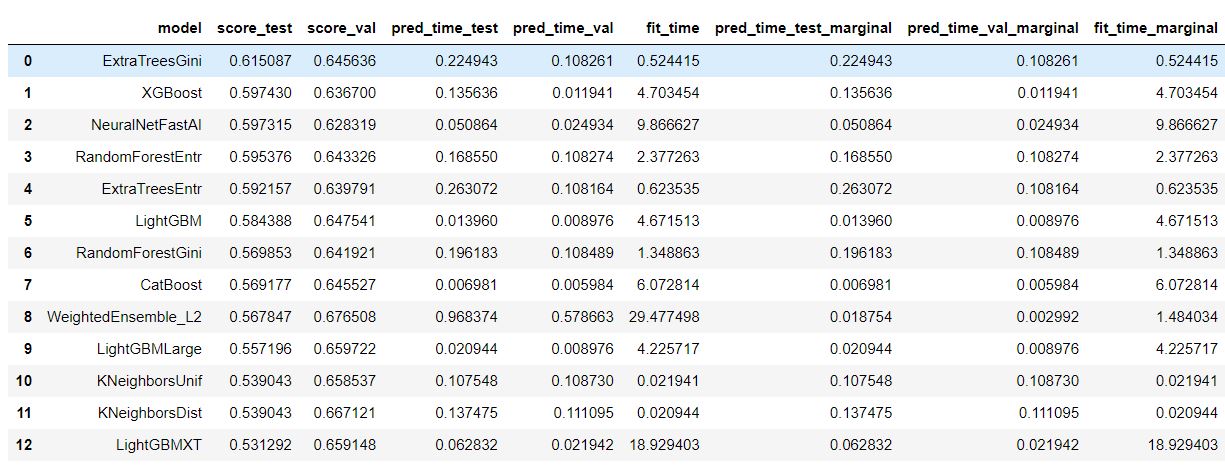 model score_test score_val pred_time_test pred_time_val fit_time pred_time_test_marginal pred_time_val_marginal fit_time_marginal
0 ExtraTreesGini 0.615087 0.645636 0.224943 0.108261 0.524415 0.224943 0.108261 0.524415
1 XGBoost 0.597430 0.636700 0.135636 0.011941 4.703454 0.135636 0.011941 4.703454
2 NeuralNetFastAI 0.597315 0.628319 0.050864 0.024934 9.866627 0.050864 0.024934 9.866627
3 RandomForestEntr 0.595376 0.643326 0.168550 0.108274 2.377263 0.168550 0.108274 2.377263
4 ExtraTreesEntr 0.592157 0.639791 0.263072 0.108164 0.623535 0.263072 0.108164 0.623535
5 LightGBM 0.584388 0.647541 0.013960 0.008976 4.671513 0.013960 0.008976 4.671513
6 RandomForestGini 0.569853 0.641921 0.196183 0.108489 1.348863 0.196183 0.108489 1.348863
7 CatBoost 0.569177 0.645527 0.006981 0.005984 6.072814 0.006981 0.005984 6.072814
8 WeightedEnsemble_L2 0.567847 0.676508 0.968374 0.578663 29.477498 0.018754 0.002992 1.484034
9 LightGBMLarge 0.557196 0.659722 0.020944 0.008976 4.225717 0.020944 0.008976 4.225717
10 KNeighborsUnif 0.539043 0.658537 0.107548 0.108730 0.021941 0.107548 0.108730 0.021941
11 KNeighborsDist 0.539043 0.667121 0.137475 0.111095 0.020944 0.137475 0.111095 0.020944
12 LightGBMXT 0.531292 0.659148 0.062832 0.021942 18.929403 0.062832 0.021942 18.929403